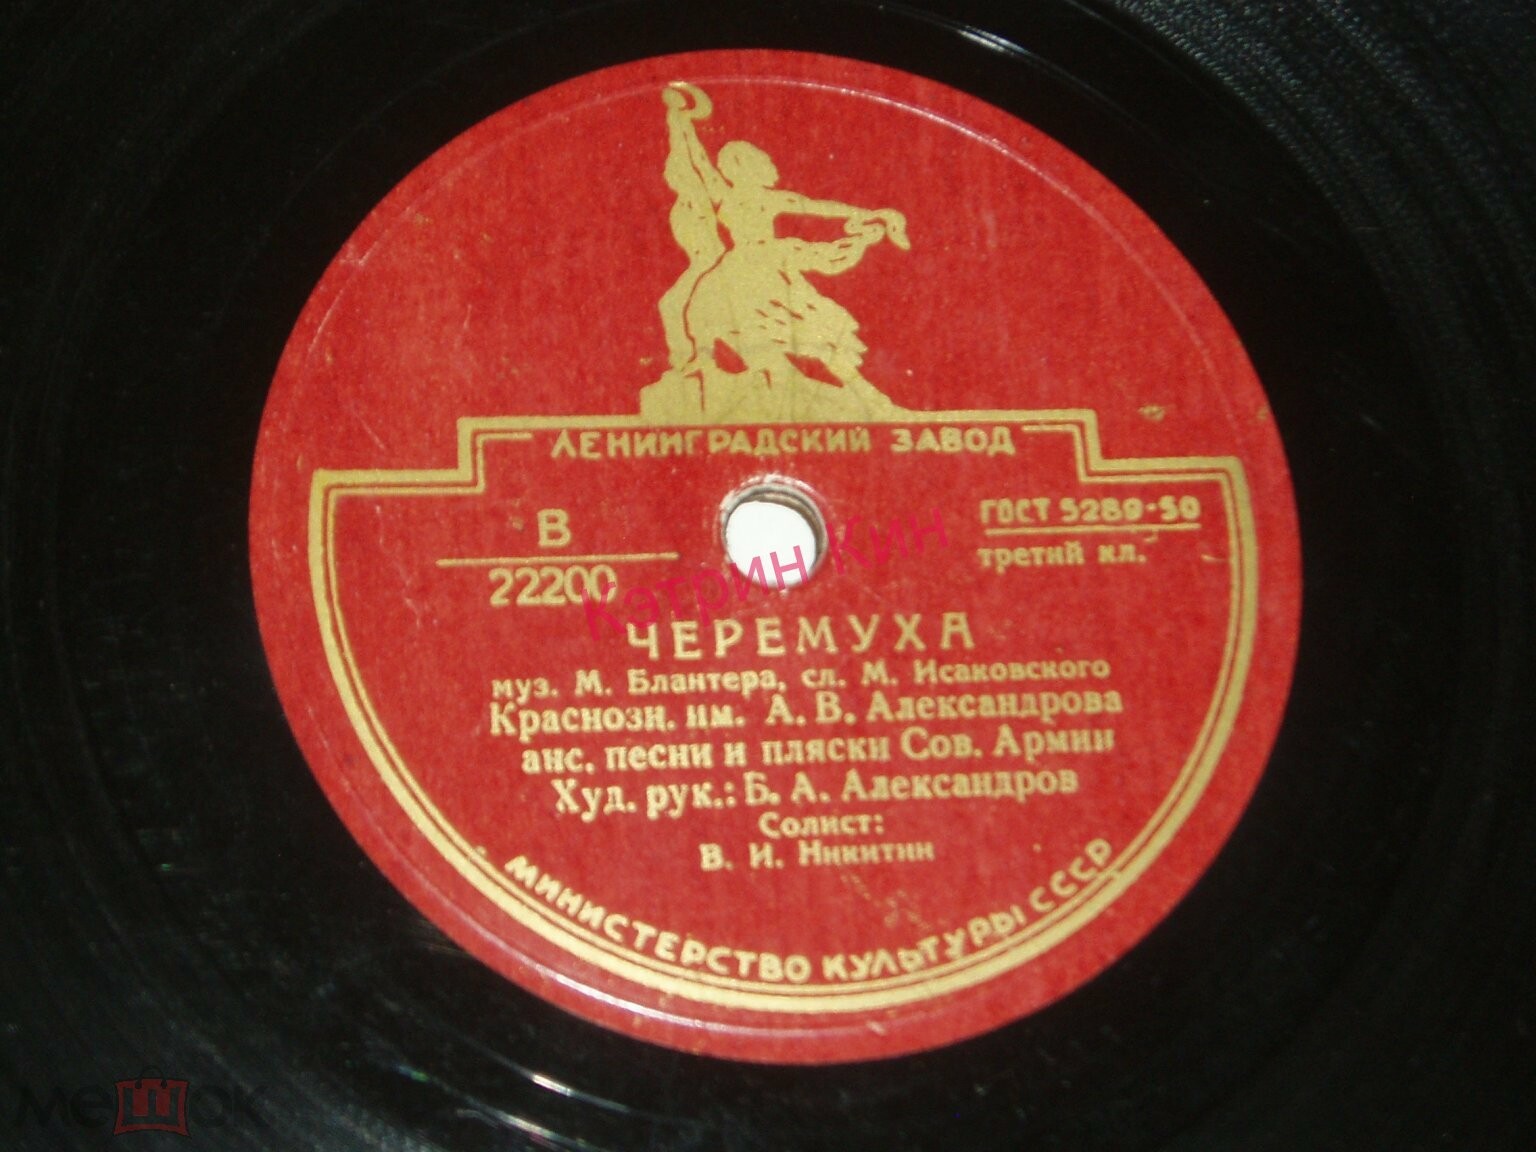 ЛЕНИНГРАДСКИЙ ЗАВОД
В
22200
ГОСТ 5289-50
третий кл.
Кэтрин Кин
ЧЕРЕМУХА
муз. М. Блантера, сл. М. Исаковского
Краснозн. им. А. В. Александрова
анс. песни и пляски Сов. Армии
Худ. рук.: Б. А. Александров
Солист:
В. И. Никитин
МИНИСТЕРСТВО КУЛЬТУРЫ СССР
мешок